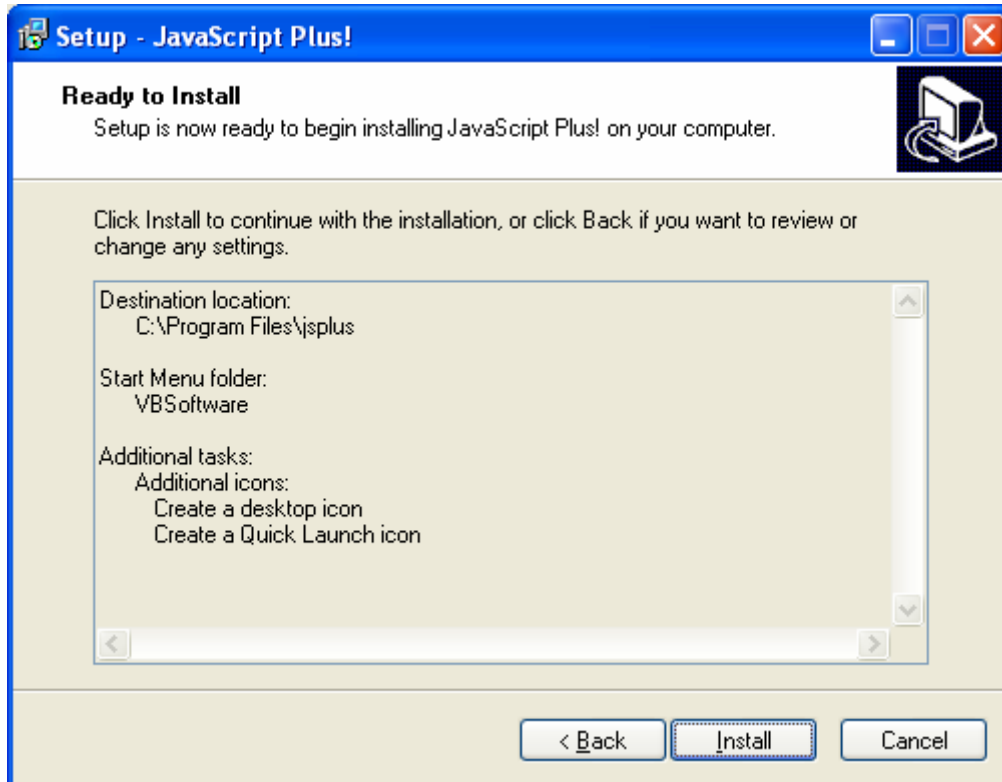 Setup - JavaScript Plus!
Ready to Install
Setup is now ready to begin installing JavaScript Plus! on your computer.
Click Install to continue with the installation, or click Back if you want to review or
change any settings.
Destination location:
C:\Program Files\jsplus
Start Menu folder:
VBSoftware
Additional tasks:
Additional icons:
Create a desktop icon
Create a Quick Launch icon
< Back Install Cancel